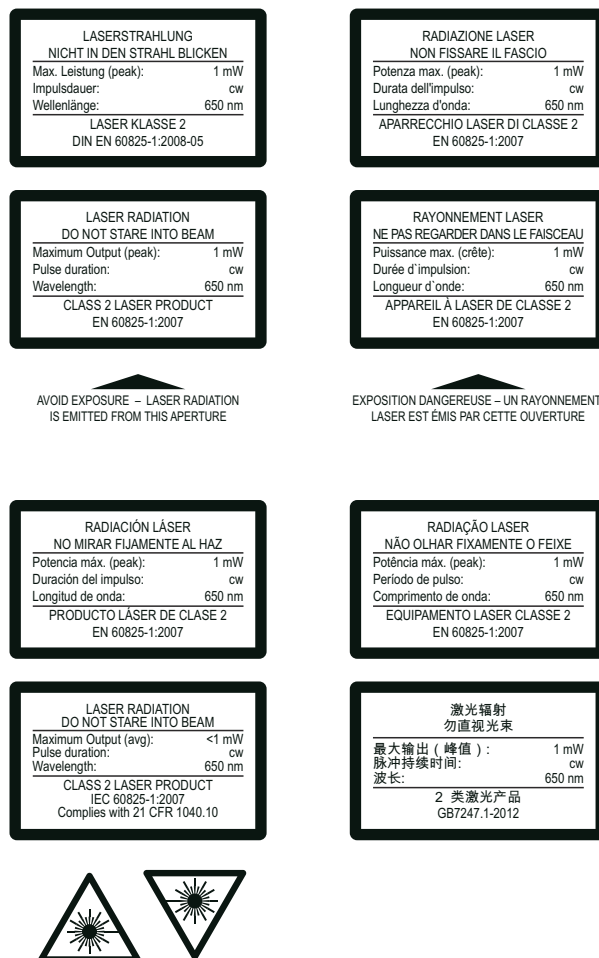 LASERSTRAHLUNG
NICHT IN DEN STRAHL BLICKEN
Max. Leistung (peak): 1 mW
Impulsdauer: cw
Wellenlänge: 650 nm
LASER KLASSE 2
DIN EN 60825-1:2008-05
RADIAZIONE LASER
NON FISSARE IL FASCIO
Potenza max. (peak): 1 mW
Durata dell'impulso: cw
Lunghezza d'onda: 650 nm
APARRECCHIO LASER DI CLASSE 2
EN 60825-1:2007
LASER RADIATION
DO NOT STARE INTO BEAM
Maximum Output (peak): 1 mW
Pulse duration: cw
Wavelength: 650 nm
CLASS 2 LASER PRODUCT
EN 60825-1:2007
RAYONNEMENT LASER
NE PAS REGARDER DANS LE FAISCEAU
Puissance max. (crête): 1 mW
Durée d`impulsion: cw
Longueur d`onde: 650 nm
APPAREIL À LASER DE CLASSE 2
EN 60825-1:2007
AVOID EXPOSURE – LASER RADIATION
IS EMITTED FROM THIS APERTURE
EXPOSITION DANGEREUSE – UN RAYONNEMENT
LASER EST ÉMIS PAR CETTE OUVERTURE
RADIACIÓN LÁSER
NO MIRAR FIJAMENTE AL HAZ
Potencia máx. (peak): 1 mW
Duración del impulso: cw
Longitud de onda: 650 nm
PRODUCTO LÁSER DE CLASE 2
EN 60825-1:2007
RADIAÇÃO LASER
NÃO OLHAR FIXAMENTE O FEIXE
Potência máx. (peak): 1 mW
Período de pulso: cw
Comprimento de onda: 650 nm
EQUIPAMENTO LASER CLASSE 2
EN 60825-1:2007
LASER RADIATION
DO NOT STARE INTO BEAM
Maximum Output (avg): <1 mW
Pulse duration: cw
Wavelength: 650 nm
CLASS 2 LASER PRODUCT
IEC 60825-1:2007
Complies with 21 CFR 1040.10
激光辐射
勿直视光束
最大输出（峰值）: 1 mW
脉冲持续时间: cw
波长: 650 nm
2 类激光产品
GB7247.1-2012